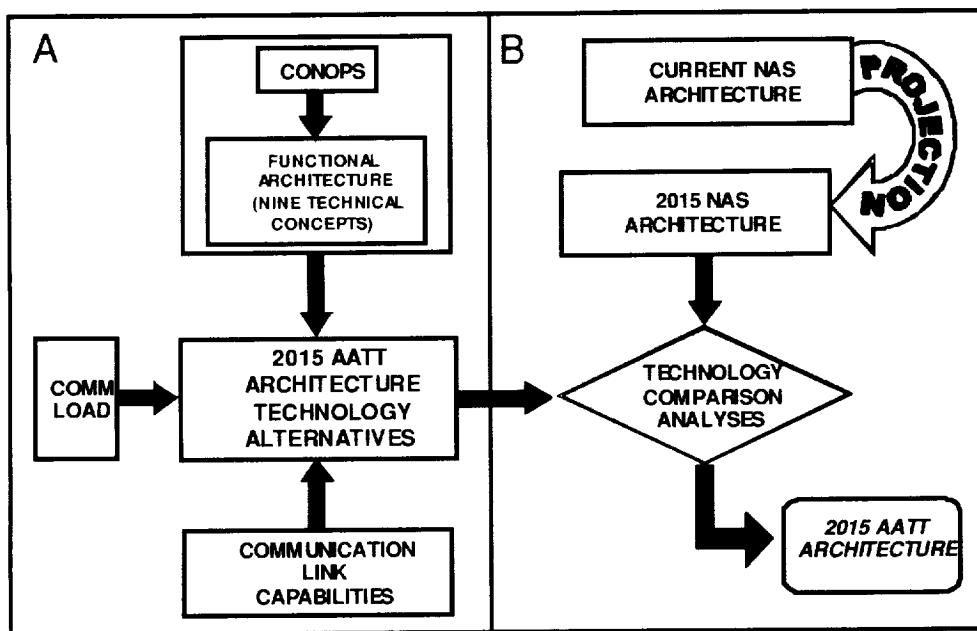 A
CONOPS
FUNCTIONAL
ARCHITECTURE
(NINE TECHNICAL
CONCEPTS)
COMM
LOAD
2015 AATT
ARCHITECTURE
TECHNOLOGY
ALTERNATIVES
COMMUNICATION
LINK
CAPABILITIES
B
CURRENT NAS
ARCHITECTURE
PROJECTION
2015 NAS
ARCHITECTURE
TECHNOLOGY
COMPARISON
ANALYSES
2015 AATT
ARCHITECTURE